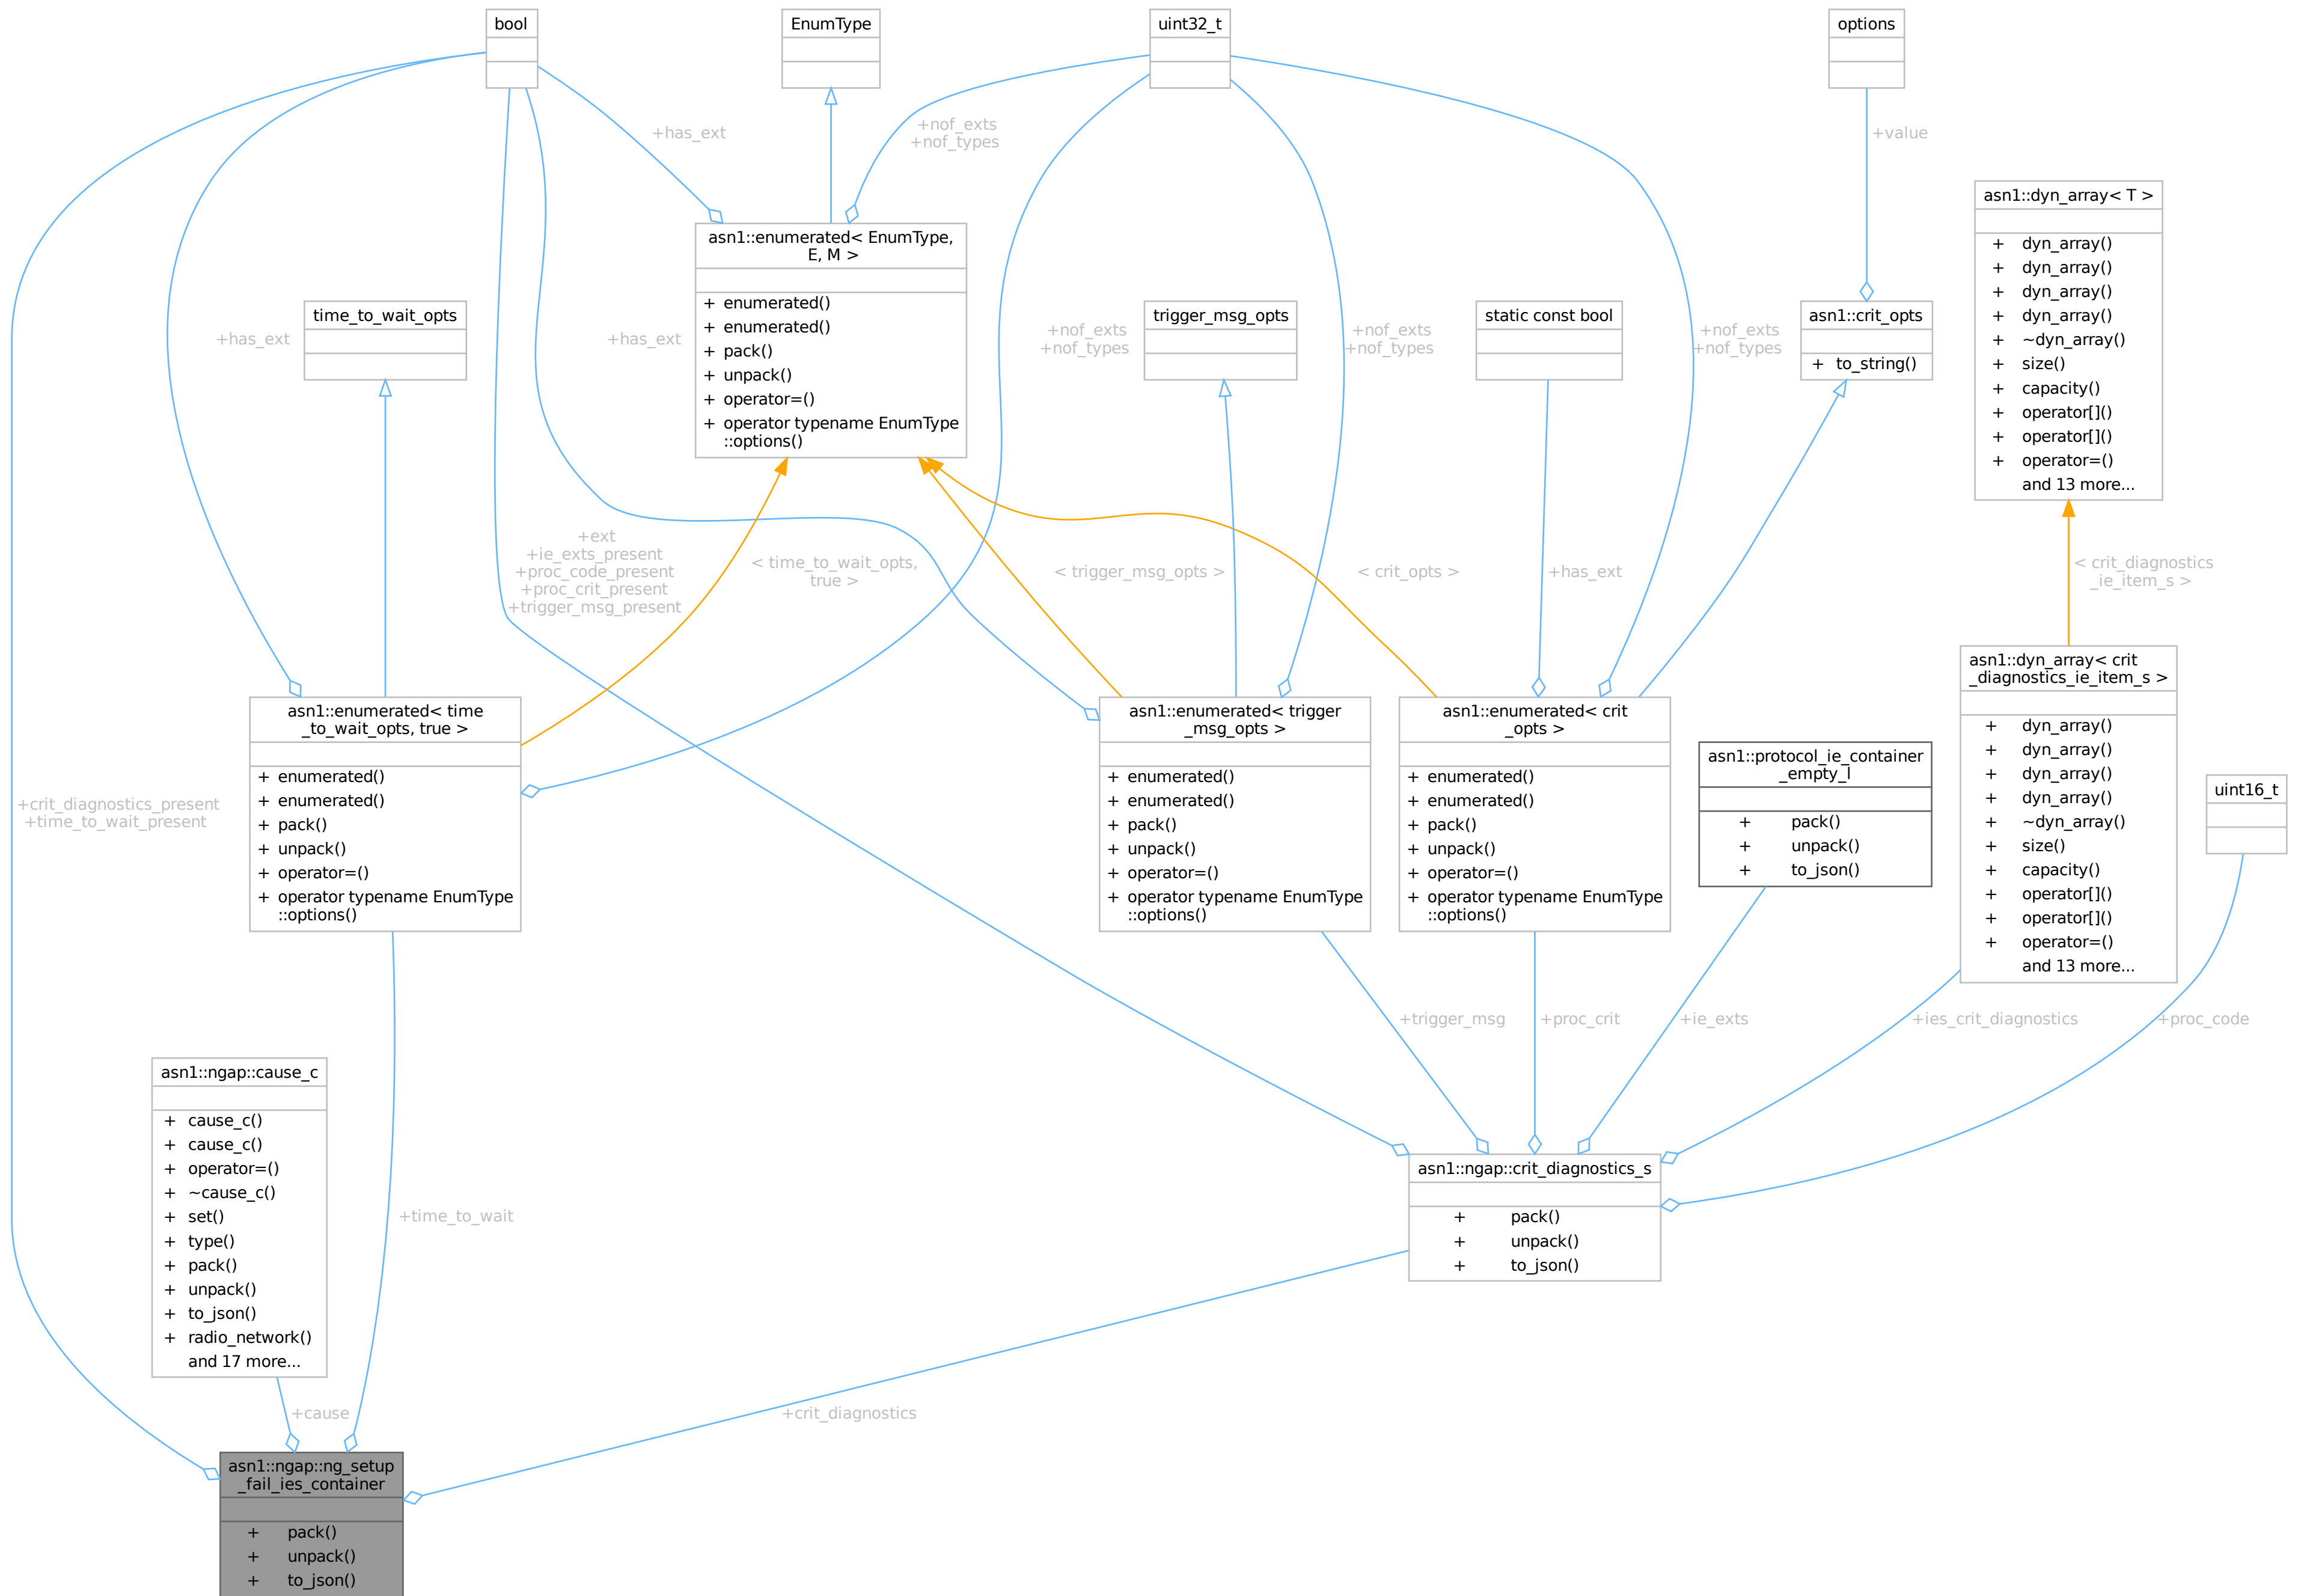 bool
EnumType
uint32_t
options
+has_ext
+nof_exts
+nof_types
+value
asn1::dyn_array< T >
+ dyn_array()
+ dyn_array()
+ dyn_array()
+ dyn_array()
+ ~dyn_array()
+ size()
+ capacity()
+ operator[]()
+ operator[]()
+ operator=()
and 13 more...
asn1::enumerated< EnumType,
E, M >
+ enumerated()
+ enumerated()
+ pack()
+ unpack()
+ operator=()
+ operator typename EnumType
::options()
time_to_wait_opts
trigger_msg_opts
static const bool
asn1::crit_opts
+ to_string()
+has_ext
+has_ext
+nof_exts
+nof_types
+nof_exts
+nof_types
+nof_exts
+nof_types
+ext
+ie_exts_present
+proc_code_present
+proc_crit_present
+trigger_msg_present
< time_to_wait_opts,
true >
< trigger_msg_opts >
< crit_opts >
+has_ext
< crit_diagnostics
_ie_item_s >
asn1::enumerated< time
_to_wait_opts, true >
+ enumerated()
+ enumerated()
+ pack()
+ unpack()
+ operator=()
+ operator typename EnumType
::options()
asn1::enumerated< trigger
_msg_opts >
+ enumerated()
+ enumerated()
+ pack()
+ unpack()
+ operator=()
+ operator typename EnumType
::options()
asn1::enumerated< crit
_opts >
+ enumerated()
+ enumerated()
+ pack()
+ unpack()
+ operator=()
+ operator typename EnumType
::options()
asn1::protocol_ie_container
_empty_l
+ pack()
+ unpack()
+ to_json()
asn1::dyn_array< crit
_diagnostics_ie_item_s >
+ dyn_array()
+ dyn_array()
+ dyn_array()
+ dyn_array()
+ ~dyn_array()
+ size()
+ capacity()
+ operator[]()
+ operator[]()
+ operator=()
and 13 more...
uint16_t
+crit_diagnostics_present
+time_to_wait_present
+trigger_msg
+proc_crit
+ie_exts
+ies_crit_diagnostics
+proc_code
asn1::ngap::cause_c
+ cause_c()
+ cause_c()
+ operator=()
+ ~cause_c()
+ set()
+ type()
+ pack()
+ unpack()
+ to_json()
+ radio_network()
and 17 more...
+time_to_wait
asn1::ngap::crit_diagnostics_s
+ pack()
+ unpack()
+ to_json()
+cause
+crit_diagnostics
asn1::ngap::ng_setup
_fail_ies_container
+ pack()
+ unpack()
+ to_json()